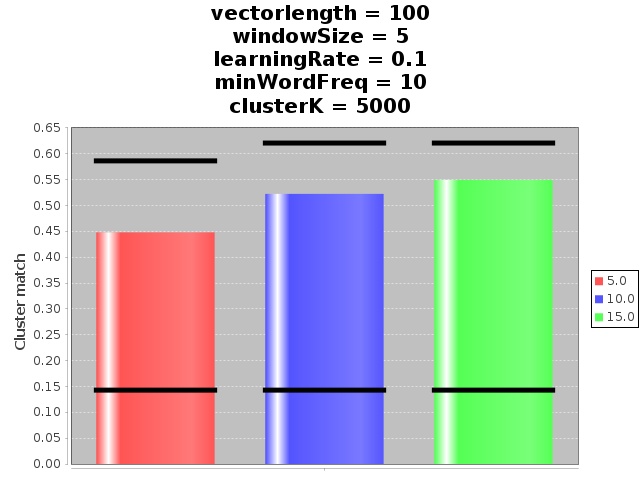 vectorlength = 100
windowSize = 5
learningRate = 0.1
minWordFreq = 10
clusterK = 5000
0.65
0.60
0.55
0.50
0.45
0.40
0.35
0.30
0.25
0.20
0.15
0.10
0.05
0.00
Cluster match
5.0
10.0
15.0